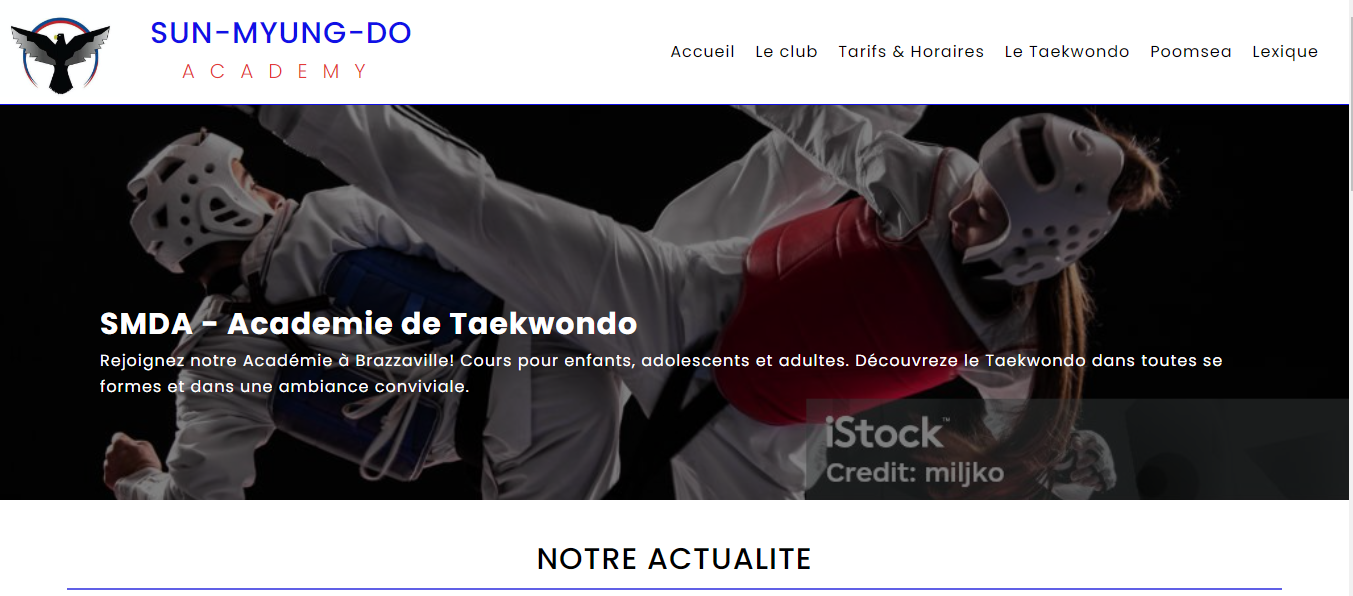 SUN-MYUNG-DO
ACADEMY
Accueil Le club Tarifs & Horaires Le Taekwondo Poomsea Lexique
SMDA - Academie de Taekwondo
Rejoignez notre Académie à Brazzaville! Cours pour enfants, adolescents et adultes. Découvreze le Taekwondo dans toutes se
formes et dans une ambiance conviviale.
iStock™
Credit: miljko
NOTRE ACTUALITE